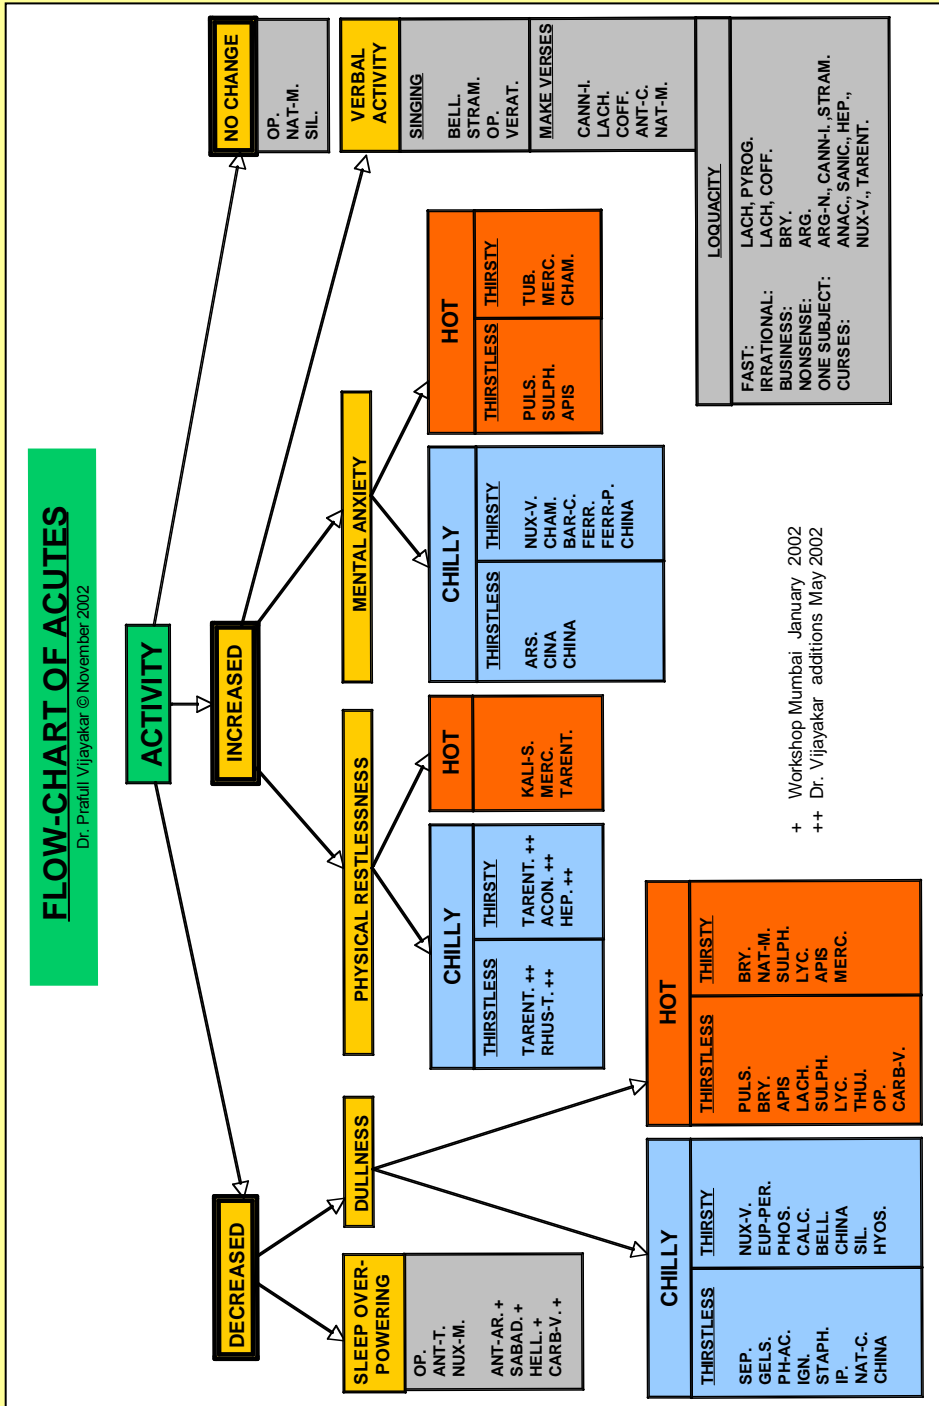 FLOW-CHART OF ACUTES
Dr. Prafull Vijayakar © November 2002
ACTIVITY
DECREASED
INCREASED
NO CHANGE
OP.
NAT-M.
SIL.
SLEEP OVER-
POWERING
OP.
ANT-T.
NUX-M.
ANT-AR. +
SABAD. +
HELL. +
CARB-V. +
DULLNESS
CHILLY
THIRSTLESS
SEP.
GELS.
PH-AC.
IGN.
STAPH.
IP.
NAT-C.
CHINA
THIRSTY
NUX-V.
EUP-PER.
PHOS.
CALC.
BELL.
CHINA
SIL.
HYOS.
HOT
THIRSTLESS
PULS.
BRY.
APIS
LACH.
SULPH.
LYC.
THUJ.
OP.
CARB-V.
THIRSTY
BRY.
NAT-M.
SULPH.
LYC.
APIS
MERC.
PHYSICAL RESTLESSNESS
CHILLY
THIRSTLESS
TARENT. ++
RHUS-T. ++
THIRSTY
TARENT. ++
ACON. ++
HEP. ++
HOT
KALI-S.
MERC.
TARENT.
MENTAL ANXIETY
CHILLY
THIRSTLESS
ARS.
CINA
CHINA
THIRSTY
NUX-V.
CHAM.
BAR-C.
FERR.
FERR-P.
CHINA
HOT
THIRSTLESS
PULS.
SULPH.
APIS
THIRSTY
TUB.
MERC.
CHAM.
VERBAL
ACTIVITY
SINGING
BELL.
STRAM.
OP.
VERAT.
MAKE VERSES
CANN-I.
LACH.
COFF.
ANT-C.
NAT-M.
LOQUACITY
FAST: LACH, PYROG.
IRRATIONAL: LACH, COFF.
BUSINESS: BRY.
NONSENSE: ARG.
ONE SUBJECT: ARG-N., CANN-I. ,STRAM.
CURSES: ANAC., SANIC., HEP.,
NUX-V., TARENT.
+ Workshop Mumbai January 2002
++ Dr. Vijayakar additions May 2002